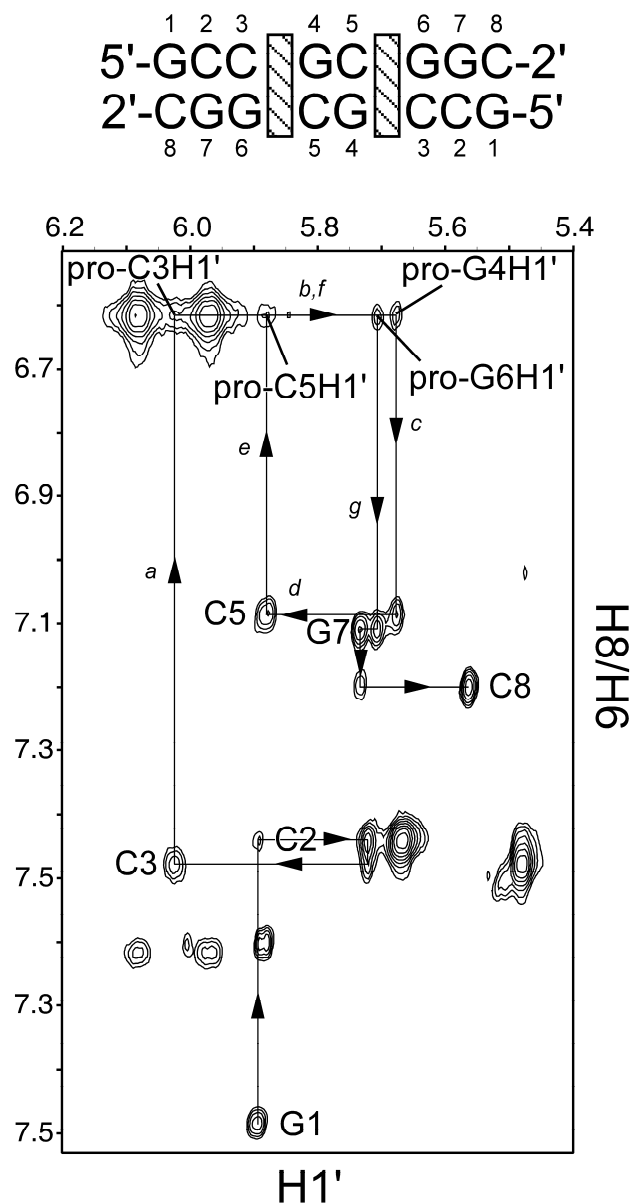 1 2 3 4 5 6 7 8
5'-GCC GC GGC-2'
2'-CGG CG CCG-5'
8 7 6 5 4 3 2 1
6.2 6.0 5.8 5.6 5.4
pro-C3H1' b,f pro-G4H1'
6.7
pro-G6H1'
pro-C5H1'
c
e
6.9
g
a
d
C5
7.1
G7
C8
H8/H6
7.3
C2
C3
7.5
7.3
G1
7.5
H1'